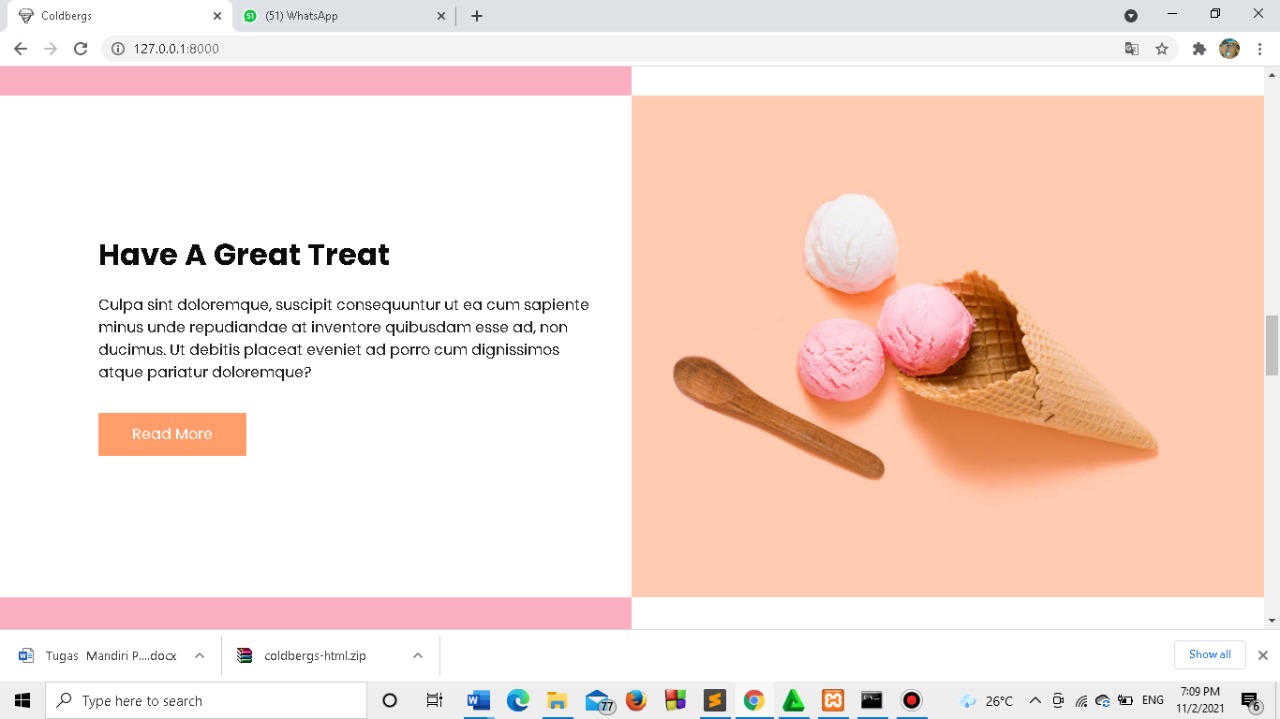 Coldbergs
51
(51) WhatsApp
127.0.0.1:8000
Have A Great Treat
Culpa sint doloremque, suscipit consequuntur ut ea cum sapiente
minus unde repudiandae at inventore quibusdam esse ad, non
ducimus. Ut debitis placeat eveniet ad porro cum dignissimos
atque pariatur doloremque?
Read More
Tugas Mandiri P....docx
coldbergs-html.zip
Show all
Type here to search
77
26°C
ENG
7:09 PM
11/2/2021
6